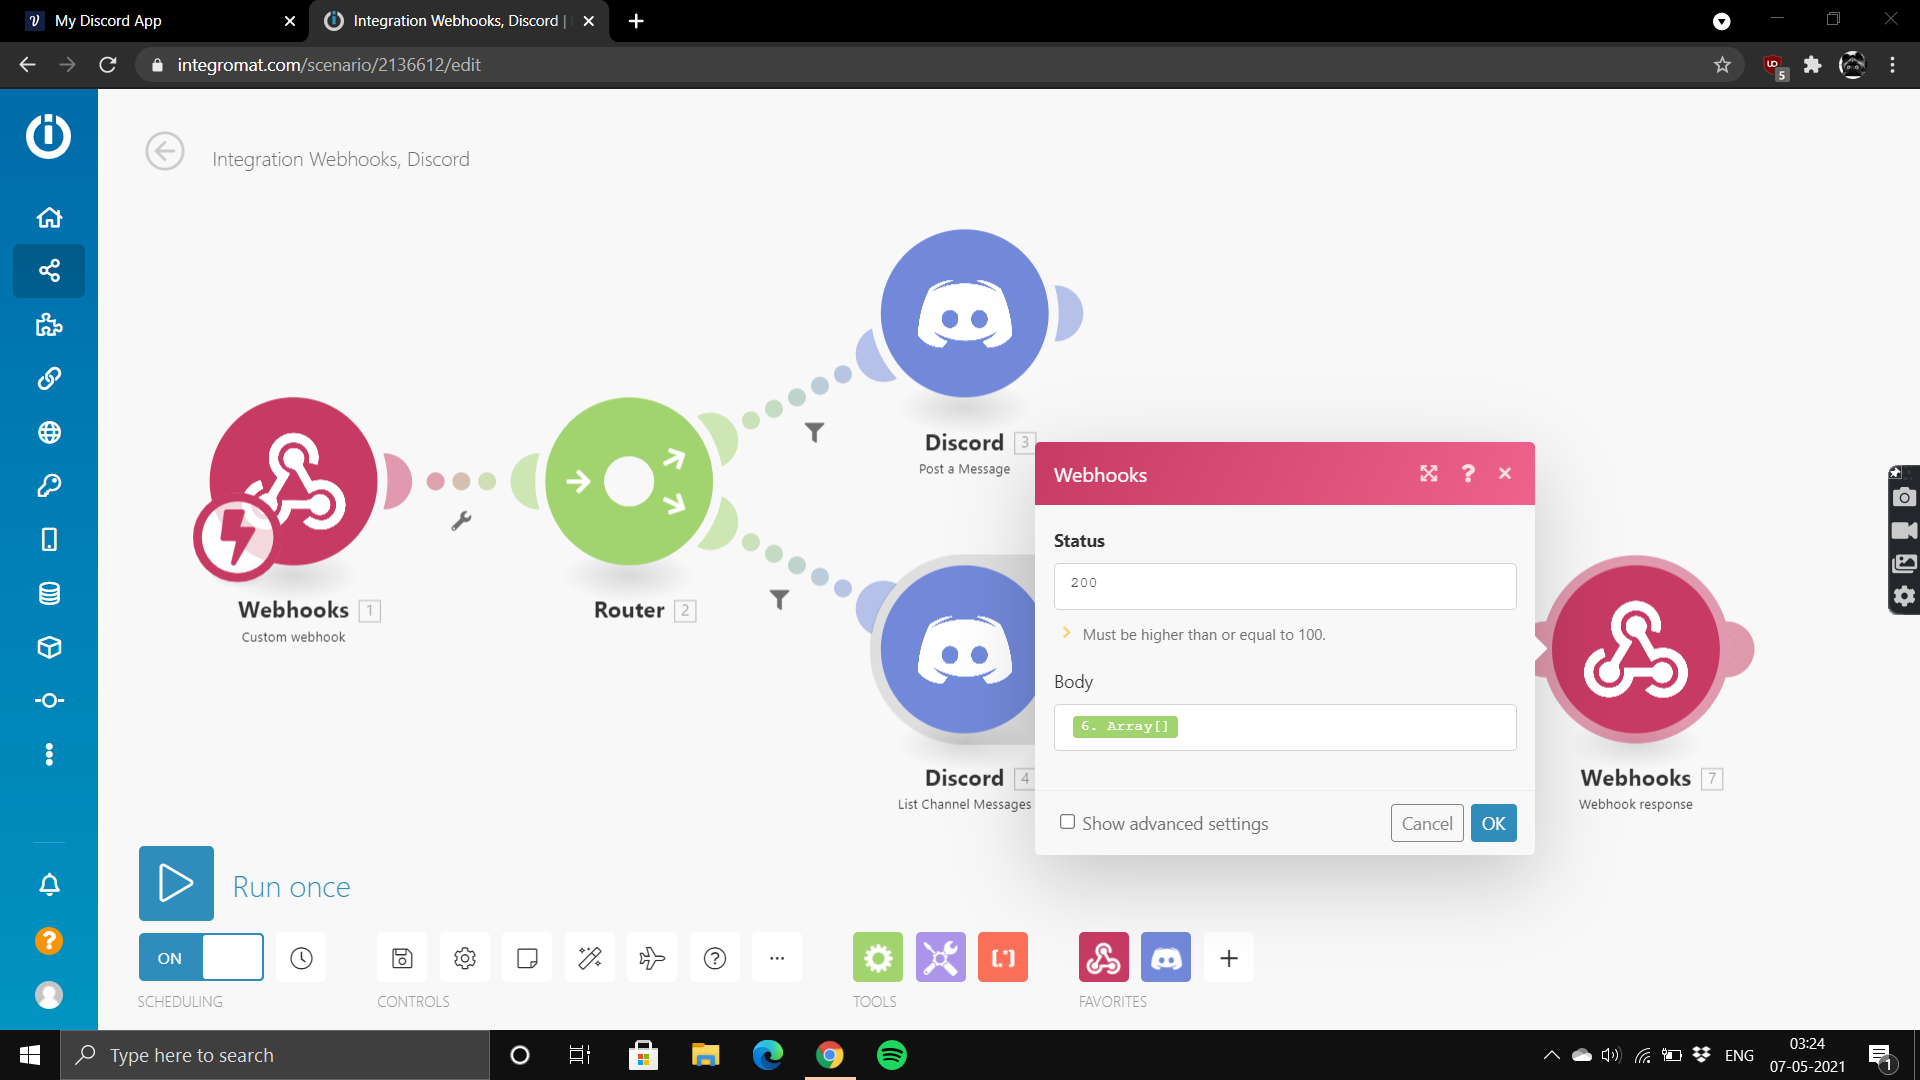 My Discord App
Integration Webhooks, Discord |
integromat.com/scenario/2136612/edit
5
Integration Webhooks, Discord
Discord 3
Post a Message
Webhooks
Status
200
Must be higher than or equal to 100.
Body
6. Array[]
Show advanced settings
Cancel
OK
Webhooks 1
Custom webhook
Router 2
Discord 4
List Channel Messages
Webhooks 7
Webhook response
Run once
ON
SCHEDULING
CONTROLS
TOOLS
FAVORITES
Type here to search
ENG
03:24
07-05-2021
1